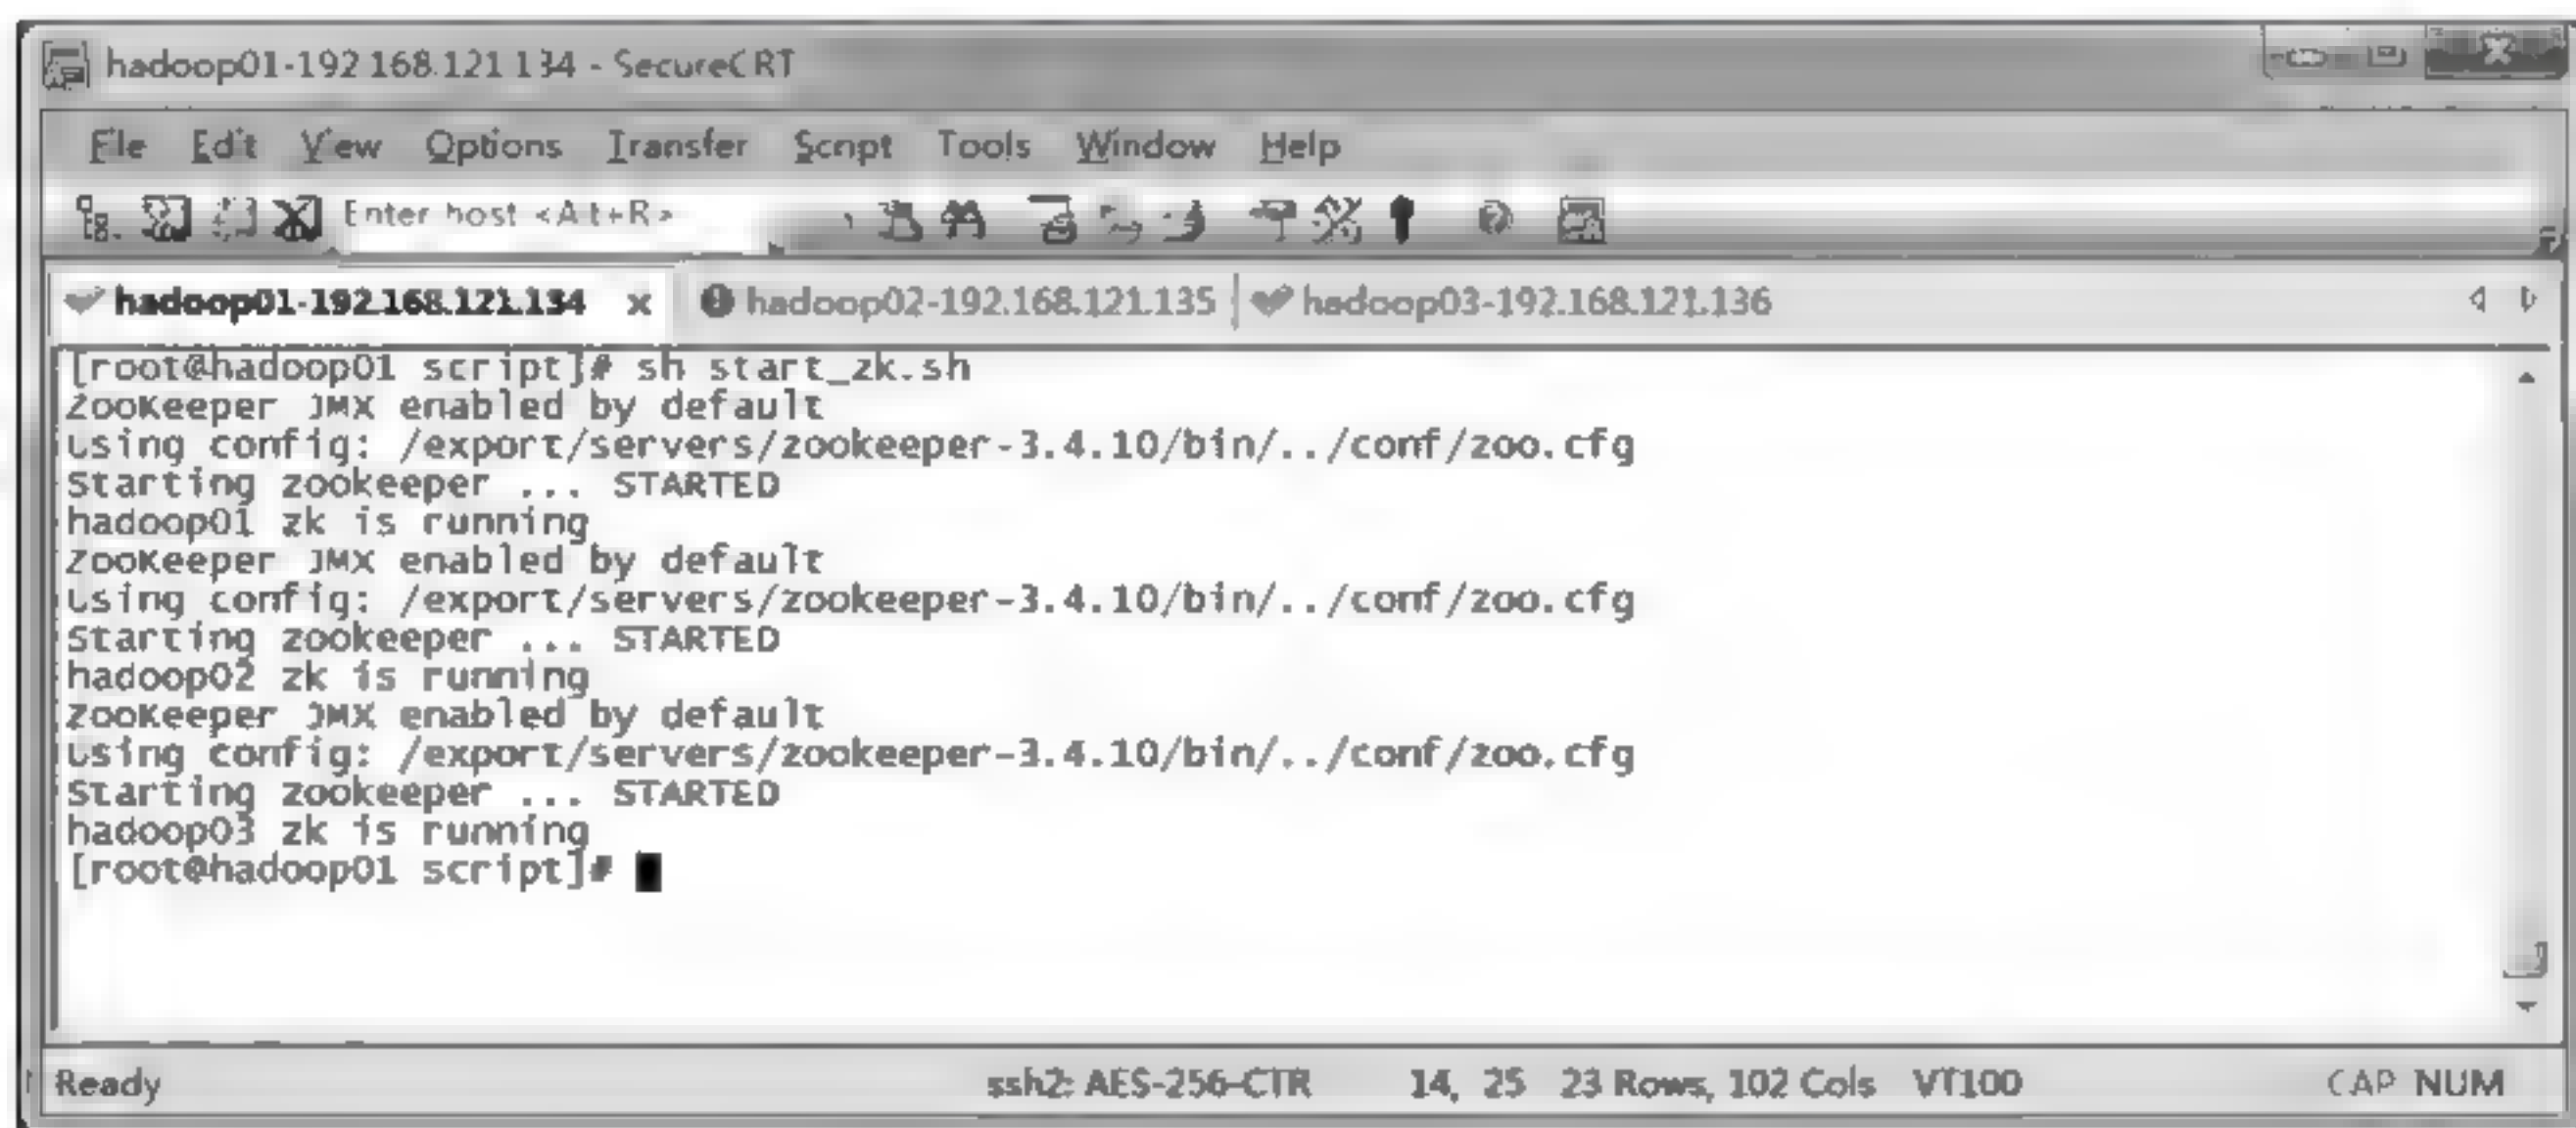 hadoop01-192.168.121.134 - SecureCRT
File Edit View Options Transfer Script Tools Window Help
Enter host <Alt+R>
hadoop01-192.168.121.134 x hadoop02-192.168.121.135 hadoop03-192.168.121.136
[root@hadoop01 script]# sh start_zk.sh
ZooKeeper JMX enabled by default
Using config: /export/servers/zookeeper-3.4.10/bin/../conf/zoo.cfg
Starting zookeeper ... STARTED
hadoop01 zk is running
ZooKeeper JMX enabled by default
Using config: /export/servers/zookeeper-3.4.10/bin/../conf/zoo.cfg
Starting zookeeper ... STARTED
hadoop02 zk is running
ZooKeeper JMX enabled by default
Using config: /export/servers/zookeeper-3.4.10/bin/../conf/zoo.cfg
Starting zookeeper ... STARTED
hadoop03 zk is running
[root@hadoop01 script]#
Ready ssh2: AES-256-CTR 14, 25 23 Rows, 102 Cols VT100 CAP NUM